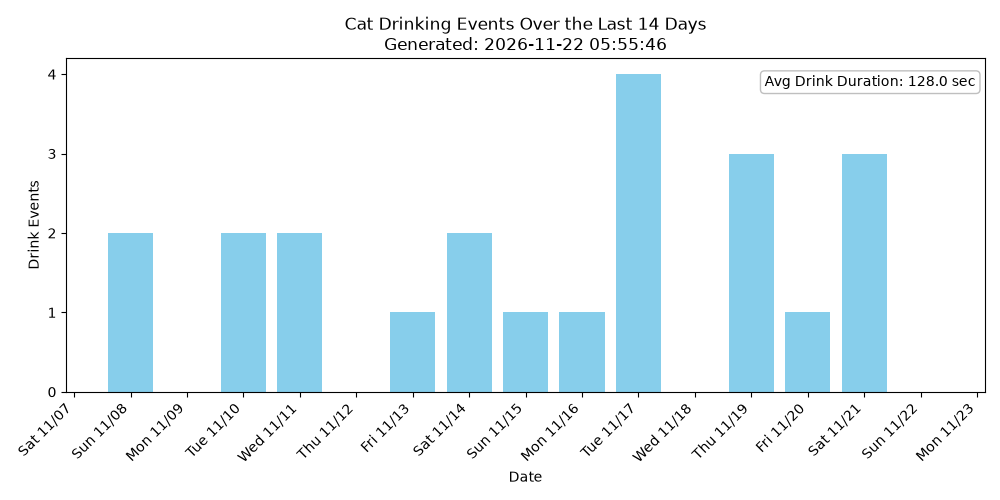 Cat Drinking Events Over the Last 14 Days
Generated: 2026-11-22 05:55:46
Avg Drink Duration: 128.0 sec
Drink Events
4
3
2
1
0
Sat 11/07
Sun 11/08
Mon 11/09
Tue 11/10
Wed 11/11
Thu 11/12
Fri 11/13
Sat 11/14
Sun 11/15
Mon 11/16
Tue 11/17
Wed 11/18
Thu 11/19
Fri 11/20
Sat 11/21
Sun 11/22
Mon 11/23
Date